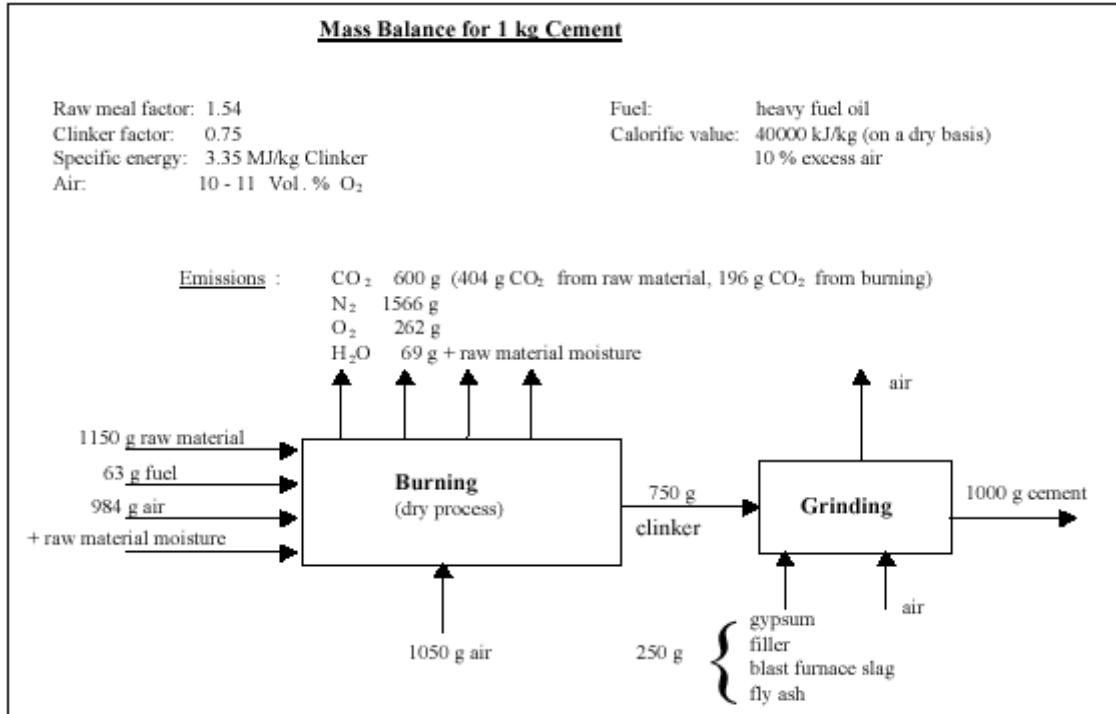 Mass Balance for 1 kg Cement
Raw meal factor: 1.54
Clinker factor: 0.75
Specific energy: 3.35 MJ/kg Clinker
Air: 10 - 11 Vol. % O₂
Fuel: heavy fuel oil
Calorific value: 40000 kJ/kg (on a dry basis)
10 % excess air
Emissions : CO₂ 600 g (404 g CO₂ from raw material, 196 g CO₂ from burning)
N₂ 1566 g
O₂ 262 g
H₂O 69 g + raw material moisture
air
1150 g raw material
63 g fuel
984 g air
+ raw material moisture
Burning
(dry process)
750 g
clinker
Grinding
1000 g cement
1050 g air
air
250 g { gypsum
filler
blast furnace slag
fly ash